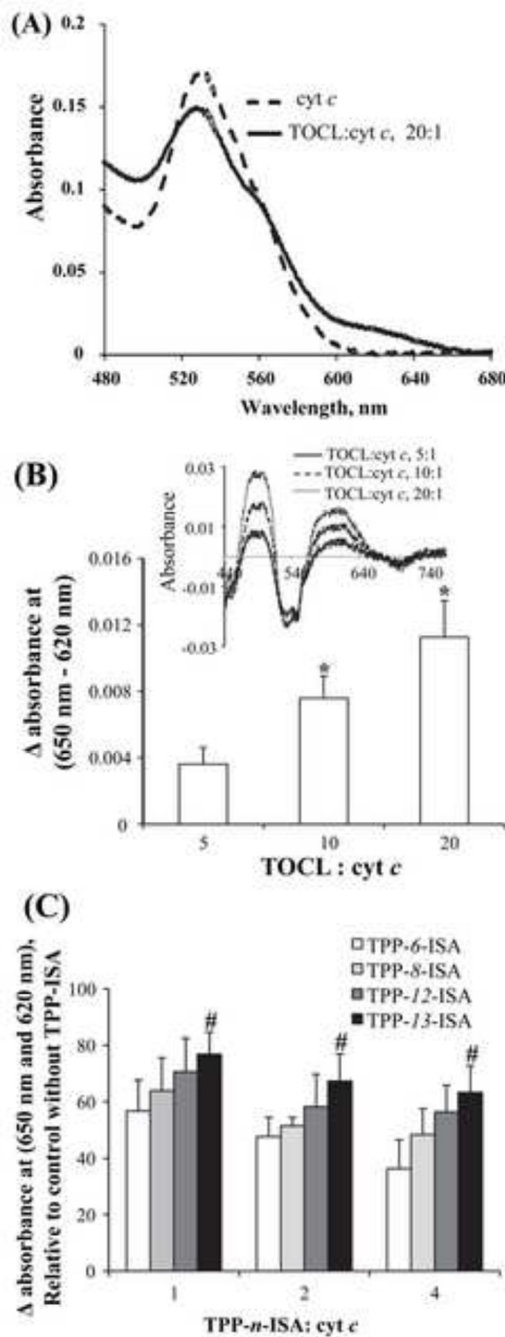 (A)
0.2
0.15
0.1
0.05
0
Absorbance
cyt c
TOCL:cyt c, 20:1
480 520 560 600 640 680
Wavelength, nm
(B)
TOCL:cyt c, 5:1
TOCL:cyt c, 10:1
TOCL:cyt c, 20:1
0.03
0.01
-0.01
-0.03
Absorbance
440 540 640 740
0.016
0.012
0.008
0.004
0
Δ absorbance at
(650 nm - 620 nm)
* *
5 10 20
TOCL : cyt c
(C)
TPP-6-ISA
TPP-8-ISA
TPP-12-ISA
TPP-13-ISA
100
80
60
40
20
0
Δ absorbance at (650 nm and 620 nm),
Relative to control without TPP-ISA
# # #
1 2 4
TPP-n-ISA: cyt c